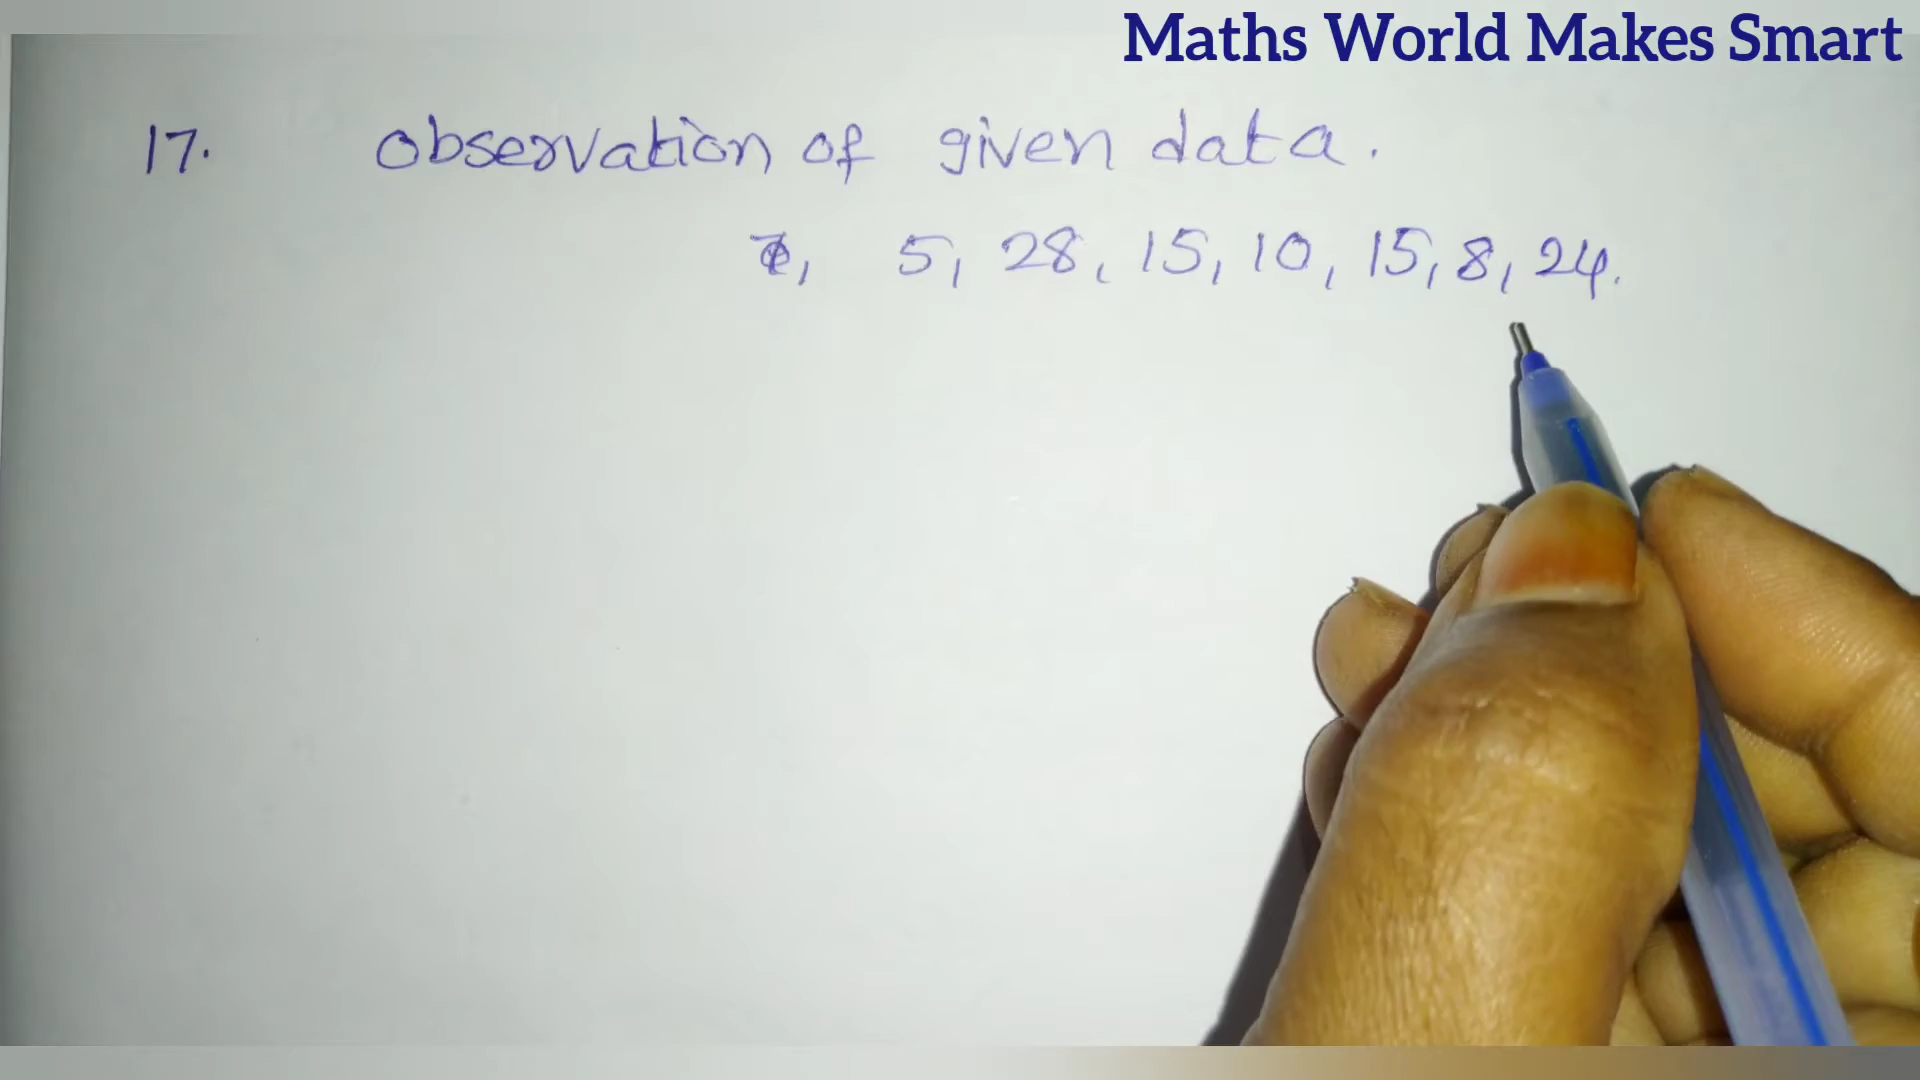 Maths World Makes Smart
17. observation of given data.
5, 28, 15, 10, 15, 8, 24.